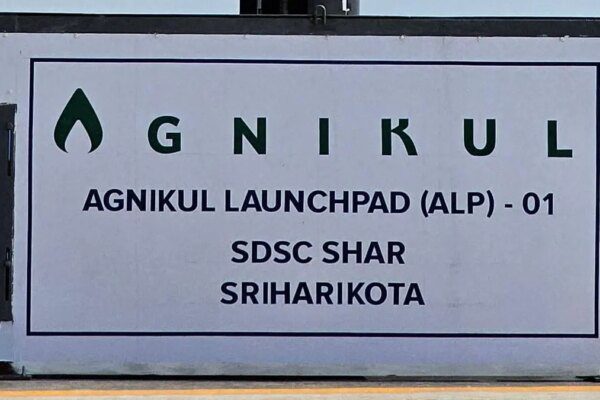 AGNIKUL
AGNIKUL LAUNCHPAD (ALP) - 01
SDSC SHAR
SRIHARIKOTA